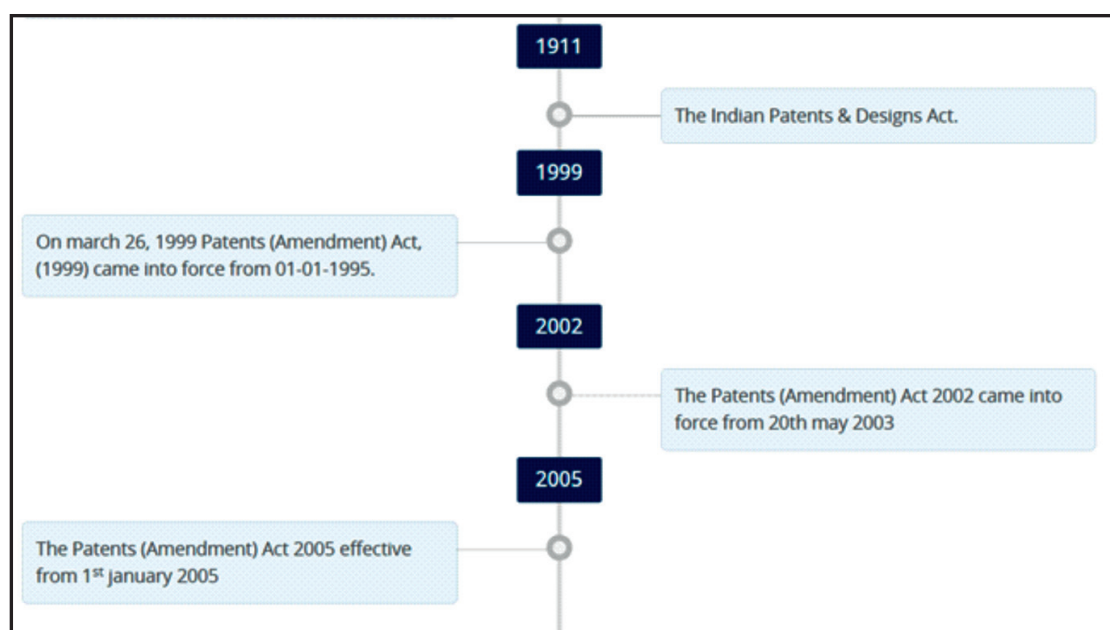 1911
The Indian Patents & Designs Act.
1999
On march 26, 1999 Patents (Amendment) Act,
(1999) came into force from 01-01-1995.
2002
The Patents (Amendment) Act 2002 came into
force from 20th may 2003
2005
The Patents (Amendment) Act 2005 effective
from 1st january 2005